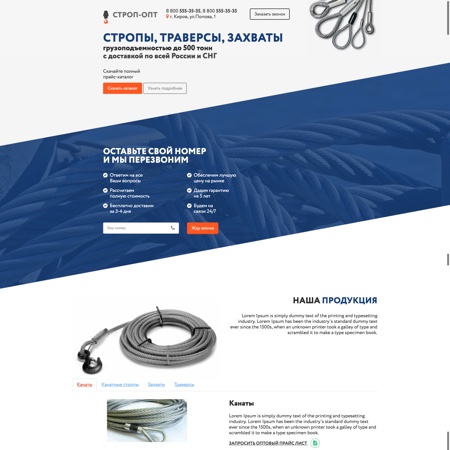 СТРОП-ОПТ
8 800 555-35-35, 8 800 555-35-35
г. Киров, ул.Попова, 1
Заказать звонок
СТРОПЫ, ТРАВЕРСЫ, ЗАХВАТЫ
грузоподъемностью до 500 тонн
с доставкой по всей России и СНГ
Скачайте полный
прайс-каталог
Скачать каталог
Узнать подробнее
ОСТАВЬТЕ СВОЙ НОМЕР
И МЫ ПЕРЕЗВОНИМ
Ответим на все
Ваши вопросы
Обеспечим лучшую
цену на рынке
Рассчитаем
полную стоимость
Дадим гарантию
на 5 лет
Бесплатно доставим
за 3-4 дня
Будем на
связи 24/7
Ваш номер
Жду звонка
НАША ПРОДУКЦИЯ
Lorem Ipsum is simply dummy text of the printing and typesetting
industry. Lorem Ipsum has been the industry's standard dummy text
ever since the 1500s, when an unknown printer took a galley of type
and scrambled it to make a type specimen book.
Канаты
Канатные стропы
Захваты
Траверсы
Канаты
Lorem Ipsum is simply dummy text of the printing and
typesetting industry. Lorem Ipsum has been the
industry's standard dummy text ever since the 1500s,
when an unknown printer took a galley of type and
scrambled it to make a type
ЗАПРОСИТЬ ОПТОВЫЙ ПРАЙС ЛИСТ